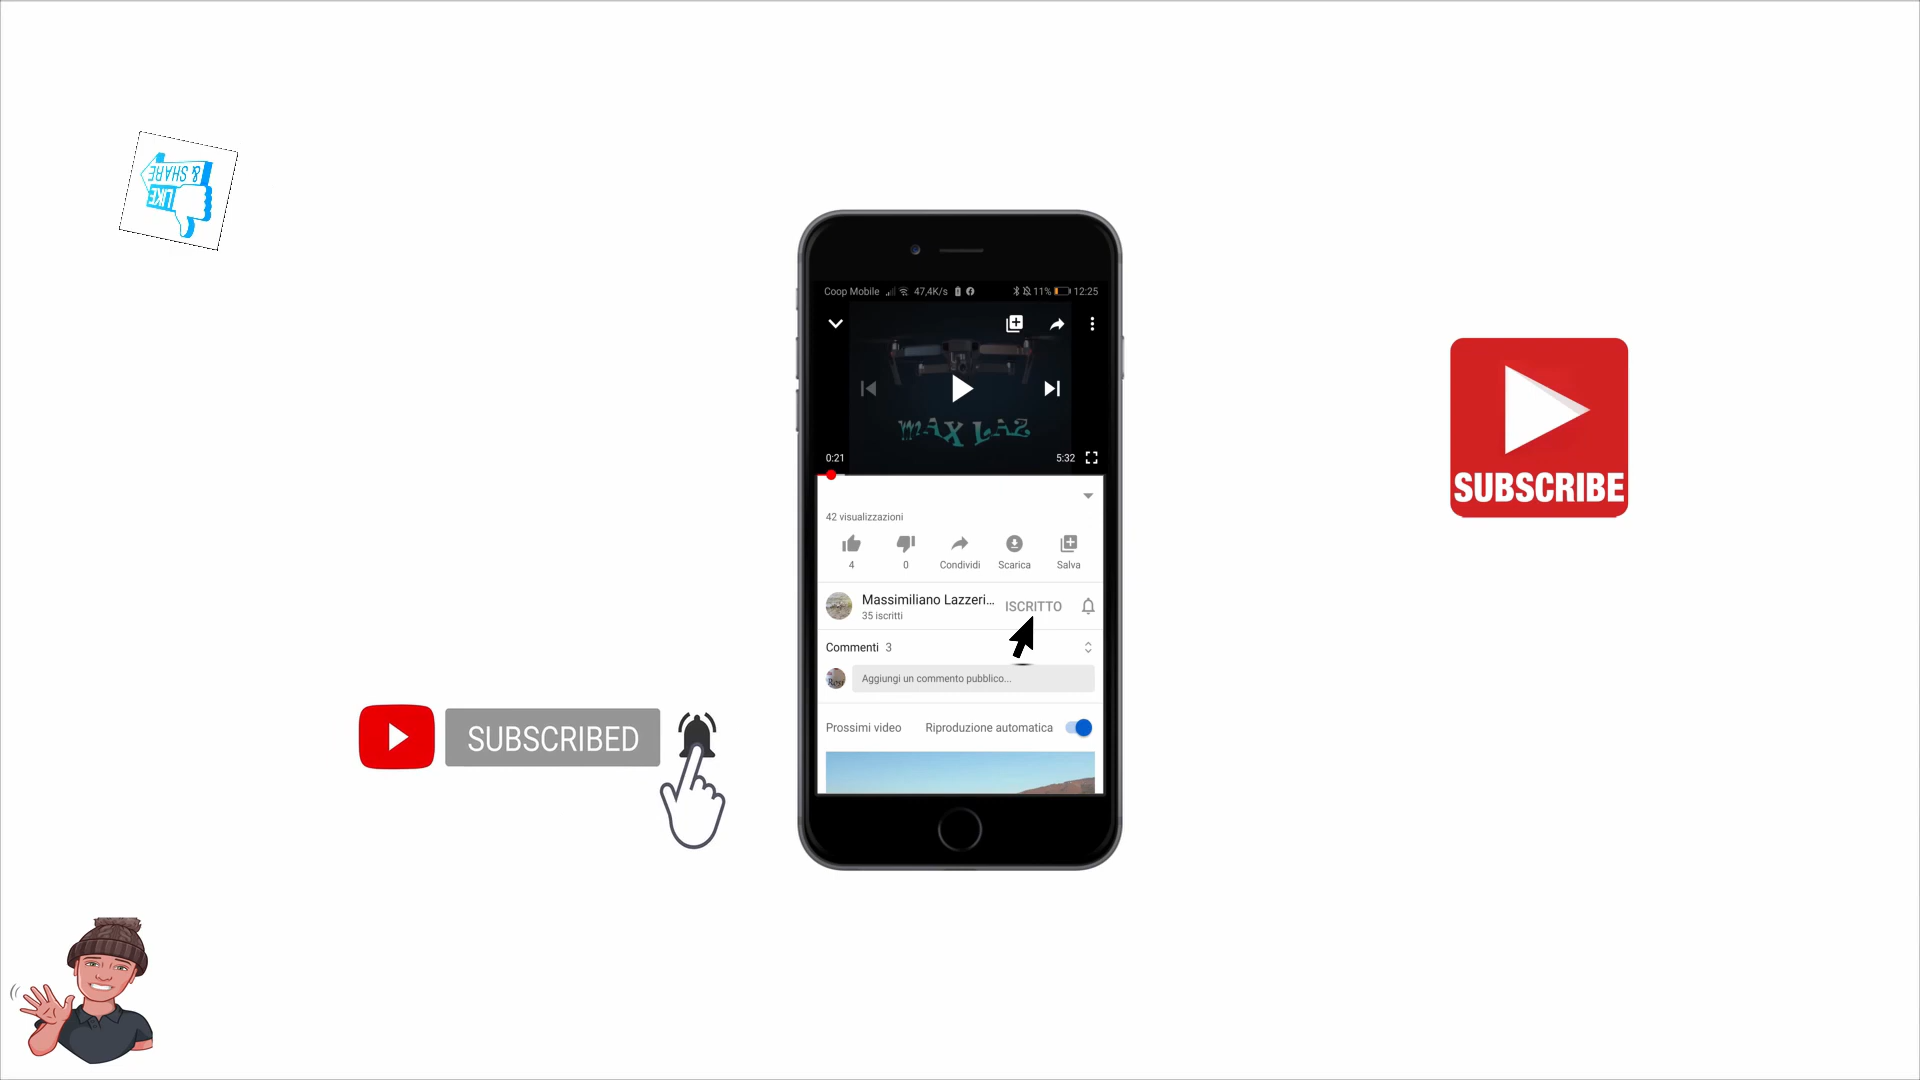 & SHARE
LIKE
Coop Mobile 47,4K/s 11% 12:25
MAX LAZ
0:21 5:32
SUBSCRIBE
42 visualizzazioni
4 0 Condividi Scarica Salva
Massimiliano Lazzeri... ISCRITTO
35 iscritti
Commenti 3
Aggiungi un commento pubblico...
Prossimi video Riproduzione automatica
SUBSCRIBED